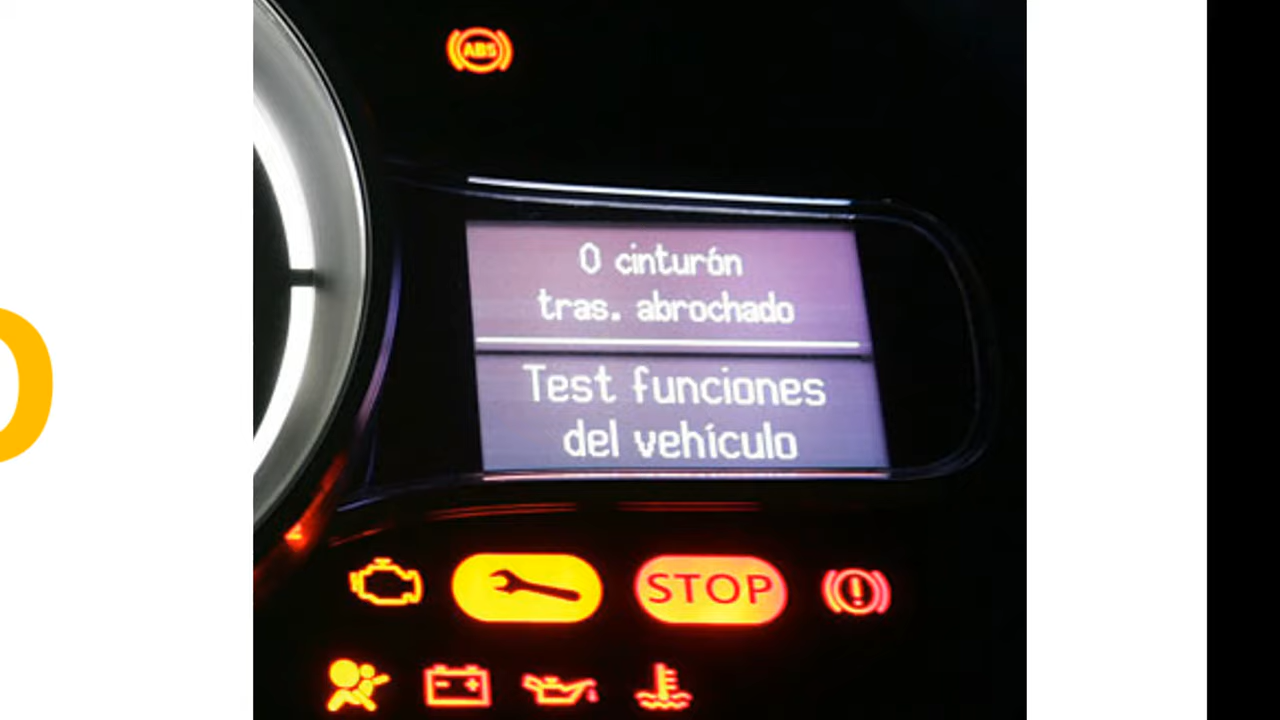 ABS
0 cinturón
tras. abrochado
Test funciones
del vehículo
STOP